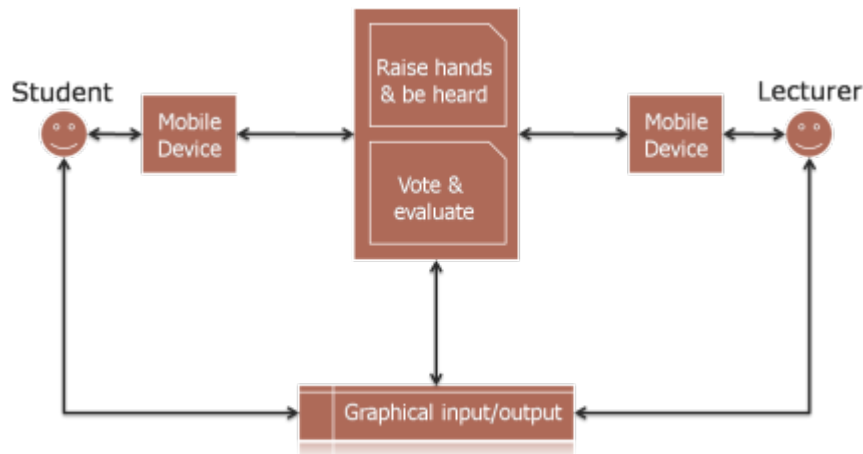 Student
Mobile
Device
Raise hands
& be heard
Vote &
evaluate
Mobile
Device
Lecturer
Graphical input/output